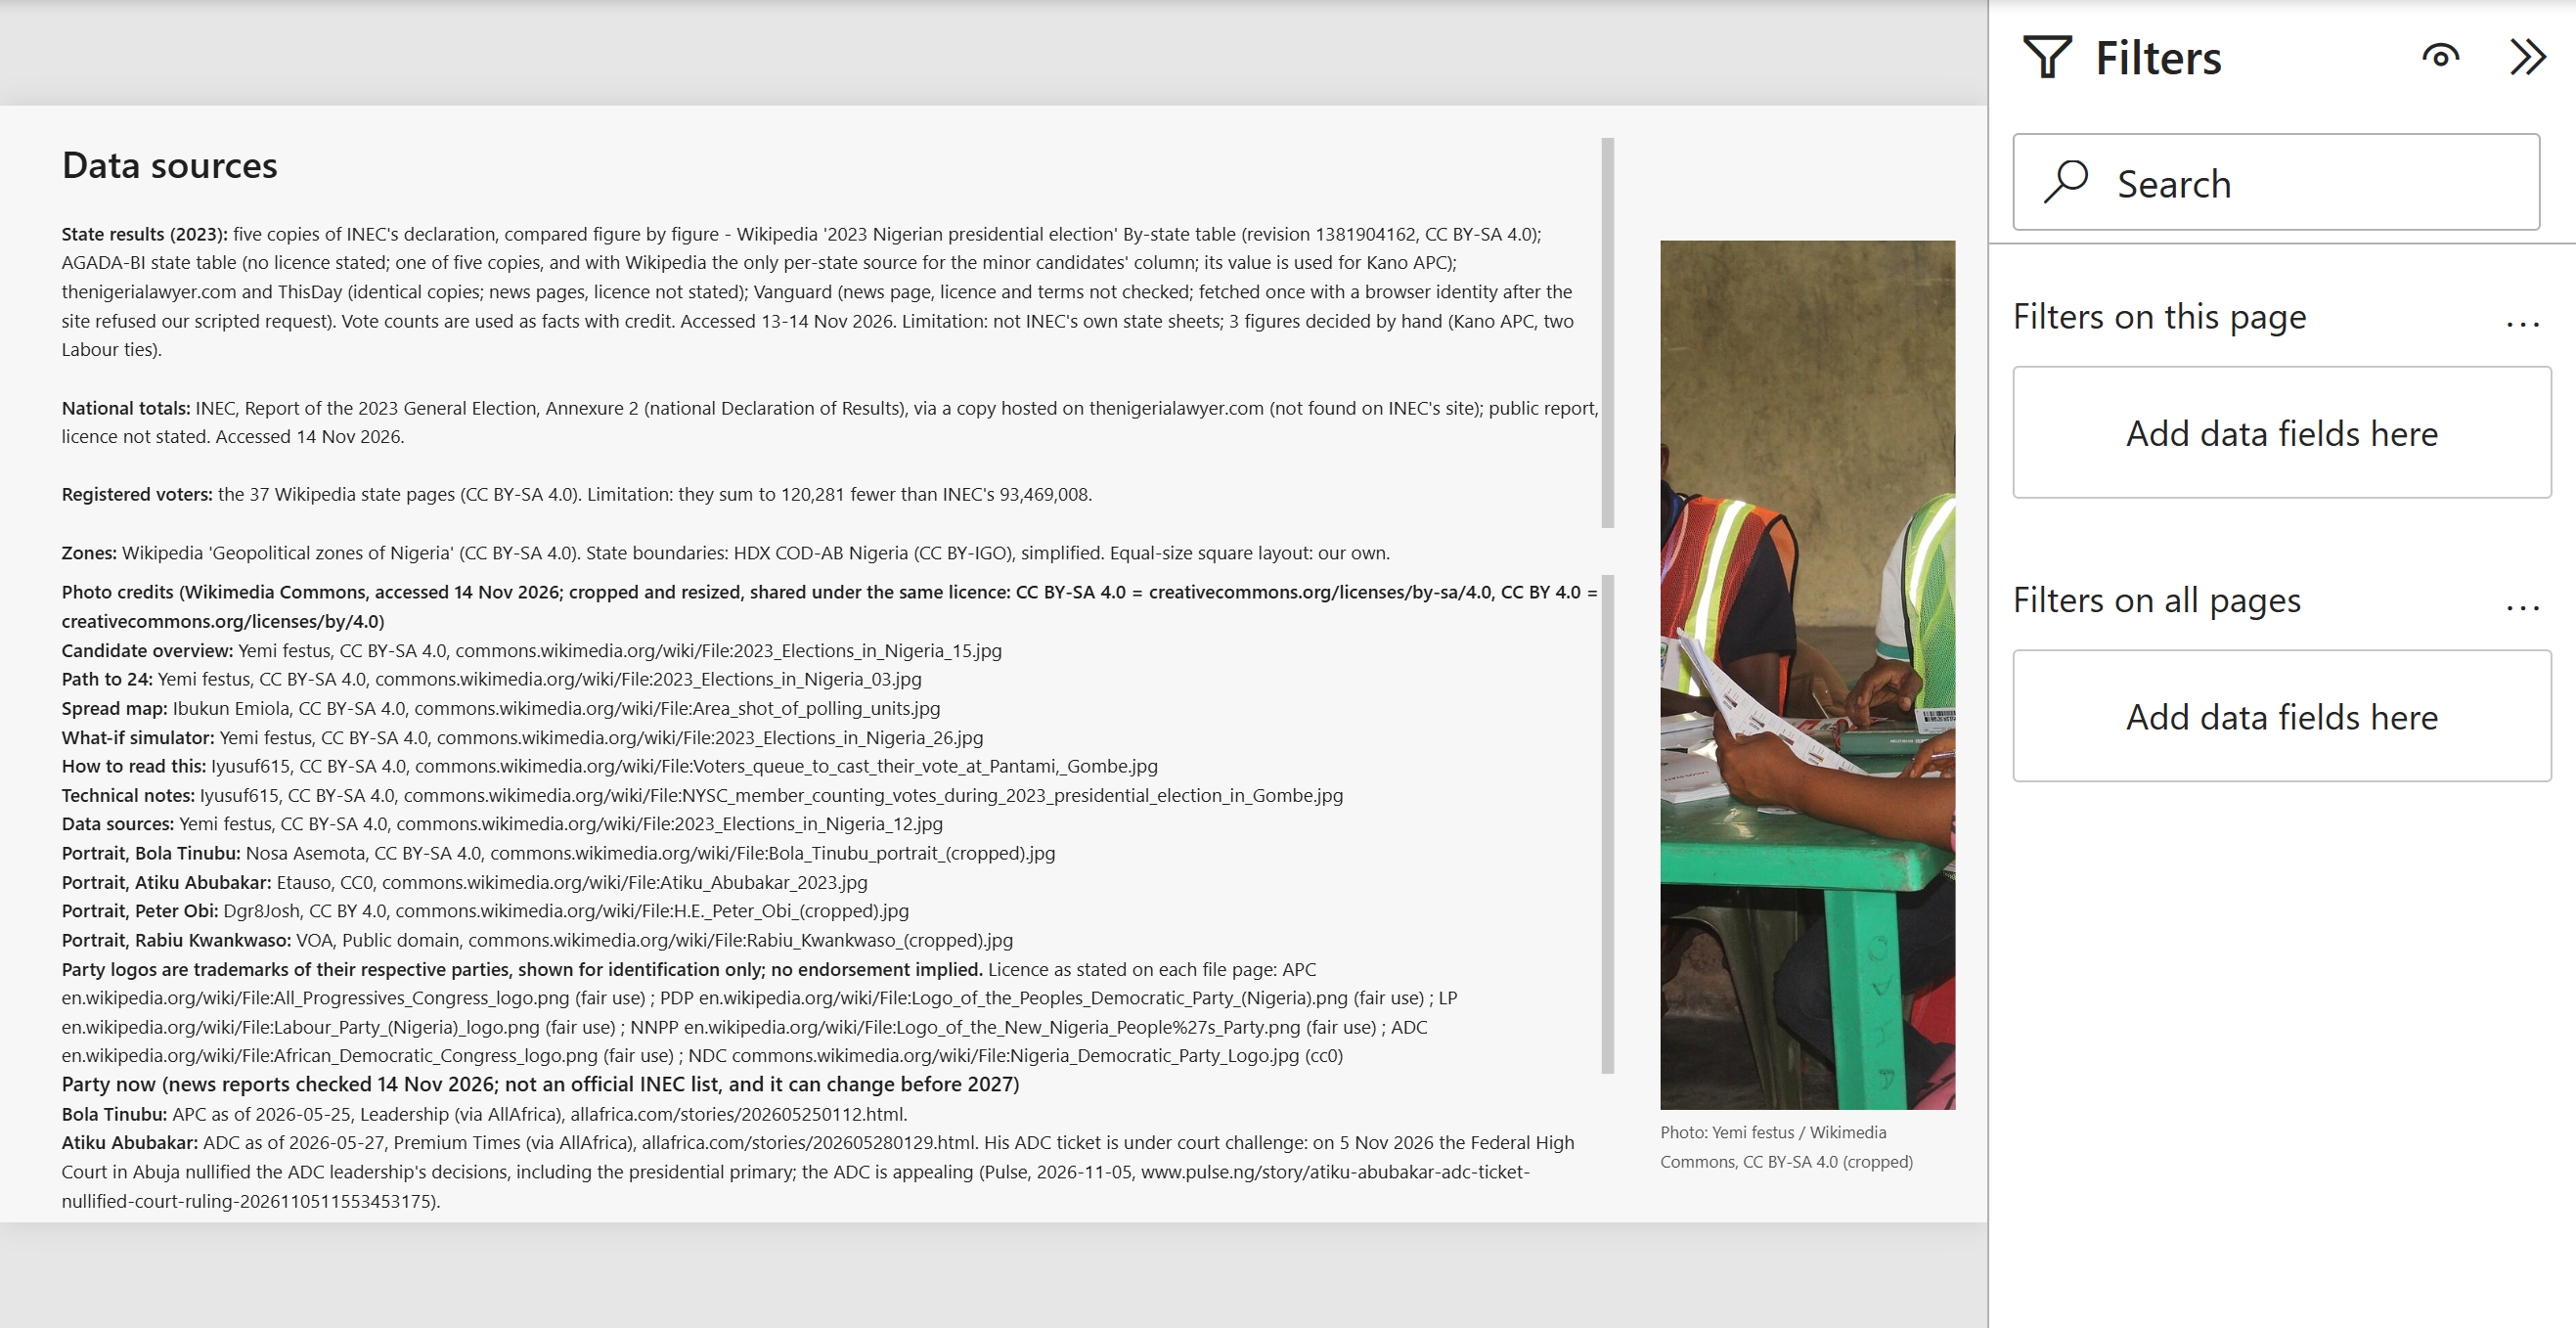 Data sources
State results (2023): five copies of INEC's declaration, compared figure by figure - Wikipedia '2023 Nigerian presidential election' By-state table (revision 1381904162, CC BY-SA 4.0);
AGADA-BI state table (no licence stated; one of five copies, and with Wikipedia the only per-state source for the minor candidates' column; its value is used for Kano APC);
thenigerialawyer.com and ThisDay (identical copies; news pages, licence not stated); Vanguard (news page, licence and terms not checked; fetched once with a browser identity after the
site refused our scripted request). Vote counts are used as facts with credit. Accessed 13-14 Nov 2026. Limitation: not INEC's own state sheets; 3 figures decided by hand (Kano APC, two
Labour ties).
National totals: INEC, Report of the 2023 General Election, Annexure 2 (national Declaration of Results), via a copy hosted on thenigerialawyer.com (not found on INEC's site); public report,
licence not stated. Accessed 14 Nov 2026.
Registered voters: the 37 Wikipedia state pages (CC BY-SA 4.0). Limitation: they sum to 120,281 fewer than INEC's 93,469,008.
Zones: Wikipedia 'Geopolitical zones of Nigeria' (CC BY-SA 4.0). State boundaries: HDX COD-AB Nigeria (CC BY-IGO), simplified. Equal-size square layout: our own.
Photo credits (Wikimedia Commons, accessed 14 Nov 2026; cropped and resized, shared under the same licence: CC BY-SA 4.0 = creativecommons.org/licenses/by-sa/4.0, CC BY 4.0 =
creativecommons.org/licenses/by/4.0)
Candidate overview: Yemi festus, CC BY-SA 4.0, commons.wikimedia.org/wiki/File:2023_Elections_in_Nigeria_15.jpg
Path to 24: Yemi festus, CC BY-SA 4.0, commons.wikimedia.org/wiki/File:2023_Elections_in_Nigeria_03.jpg
Spread map: Ibukun Emiola, CC BY-SA 4.0, commons.wikimedia.org/wiki/File:Area_shot_of_polling_units.jpg
What-if simulator: Yemi festus, CC BY-SA 4.0, commons.wikimedia.org/wiki/File:2023_Elections_in_Nigeria_26.jpg
How to read this: Iyusuf615, CC BY-SA 4.0, commons.wikimedia.org/wiki/File:Voters_queue_to_cast_their_vote_at_Pantami,_Gombe.jpg
Technical notes: Iyusuf615, CC BY-SA 4.0, commons.wikimedia.org/wiki/File:NYSC_member_counting_votes_during_2023_presidential_election_in_Gombe.jpg
Data sources: Yemi festus, CC BY-SA 4.0, commons.wikimedia.org/wiki/File:2023_Elections_in_Nigeria_12.jpg
Portrait, Bola Tinubu: Nosa Asemota, CC BY-SA 4.0, commons.wikimedia.org/wiki/File:Bola_Tinubu_portrait_(cropped).jpg
Portrait, Atiku Abubakar: Etauso, CC0, commons.wikimedia.org/wiki/File:Atiku_Abubakar_2023.jpg
Portrait, Peter Obi: Dgr8Josh, CC BY 4.0, commons.wikimedia.org/wiki/File:H.E._Peter_Obi_(cropped).jpg
Portrait, Rabiu Kwankwaso: VOA, Public domain, commons.wikimedia.org/wiki/File:Rabiu_Kwankwaso_(cropped).jpg
Party logos are trademarks of their respective parties, shown for identification only; no endorsement implied. Licence as stated on each file page: APC
en.wikipedia.org/wiki/File:All_Progressives_Congress_logo.png (fair use) ; PDP en.wikipedia.org/wiki/File:Logo_of_the_Peoples_Democratic_Party_(Nigeria).png (fair use) ; LP
en.wikipedia.org/wiki/File:Labour_Party_(Nigeria)_logo.png (fair use) ; NNPP en.wikipedia.org/wiki/File:Logo_of_the_New_Nigeria_People%27s_Party.png (fair use) ; ADC
en.wikipedia.org/wiki/File:African_Democratic_Congress_logo.png (fair use) ; NDC commons.wikimedia.org/wiki/File:Nigeria_Democratic_Party_Logo.jpg (cc0)
Party now (news reports checked 14 Nov 2026; not an official INEC list, and it can change before 2027)
Bola Tinubu: APC as of 2026-05-25, Leadership (via AllAfrica), allafrica.com/stories/202605250112.html.
Atiku Abubakar: ADC as of 2026-05-27, Premium Times (via AllAfrica), allafrica.com/stories/202605280129.html. His ADC ticket is under court challenge: on 5 Nov 2026 the Federal High
Court in Abuja nullified the ADC leadership's decisions, including the presidential primary; the ADC is appealing (Pulse, 2026-11-05, www.pulse.ng/story/atiku-abubakar-adc-ticket-
nullified-court-ruling-2026110511553453175).
Photo: Yemi festus / Wikimedia
Commons, CC BY-SA 4.0 (cropped)
Filters
Search
Filters on this page
Add data fields here
Filters on all pages
Add data fields here